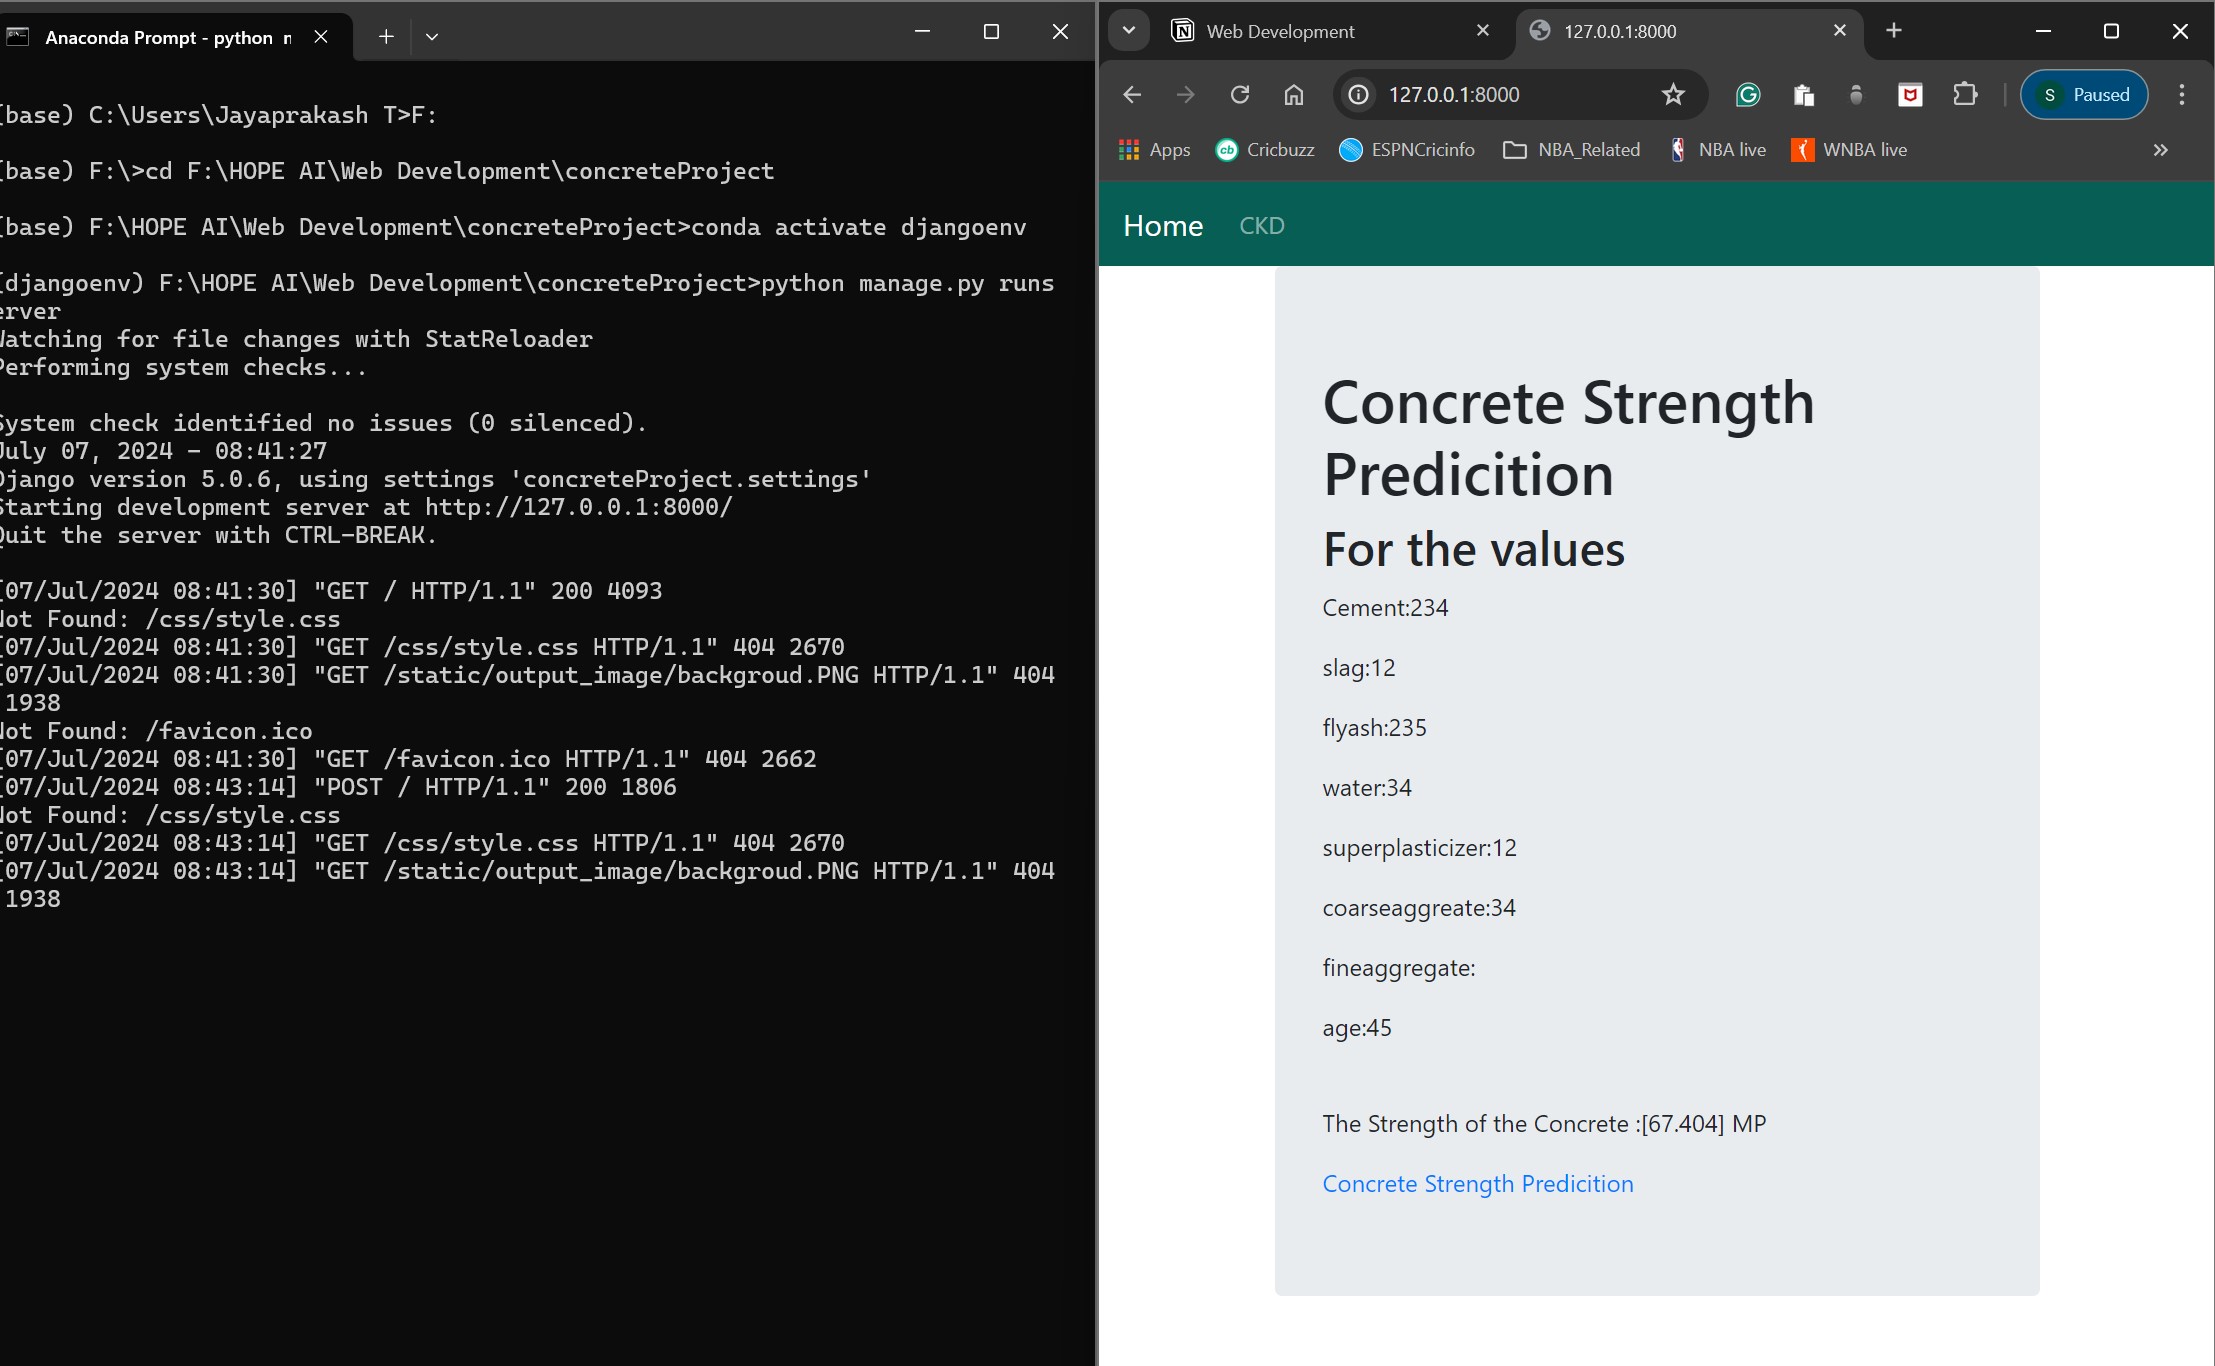 Anaconda Prompt - python
(base) C:\Users\Jayaprakash T>F:
(base) F:\>cd F:\HOPE AI\Web Development\concreteProject
(base) F:\HOPE AI\Web Development\concreteProject>conda activate djangoenv
(djangoenv) F:\HOPE AI\Web Development\concreteProject>python manage.py runs
erver
Watching for file changes with StatReloader
Performing system checks...
System check identified no issues (0 silenced).
July 07, 2024 - 08:41:27
Django version 5.0.6, using settings 'concreteProject.settings'
Starting development server at http://127.0.0.1:8000/
Quit the server with CTRL-BREAK.
[07/Jul/2024 08:41:30] "GET / HTTP/1.1" 200 4093
Not Found: /css/style.css
[07/Jul/2024 08:41:30] "GET /css/style.css HTTP/1.1" 404 2670
[07/Jul/2024 08:41:30] "GET /static/output_image/backgroud.PNG HTTP/1.1" 404
1938
Not Found: /favicon.ico
[07/Jul/2024 08:41:30] "GET /favicon.ico HTTP/1.1" 404 2662
[07/Jul/2024 08:43:14] "POST / HTTP/1.1" 200 1806
Not Found: /css/style.css
[07/Jul/2024 08:43:14] "GET /css/style.css HTTP/1.1" 404 2670
[07/Jul/2024 08:43:14] "GET /static/output_image/backgroud.PNG HTTP/1.1" 404
1938
Web Development
127.0.0.1:8000
127.0.0.1:8000
S Paused
Apps cb Cricbuzz ESPNCricinfo NBA_Related NBA live WNBA live
Home CKD
Concrete Strength
Predicition
For the values
Cement:234
slag:12
flyash:235
water:34
superplasticizer:12
coarseaggreate:34
fineaggregate:
age:45
The Strength of the Concrete :[67.404] MP
Concrete Strength Predicition